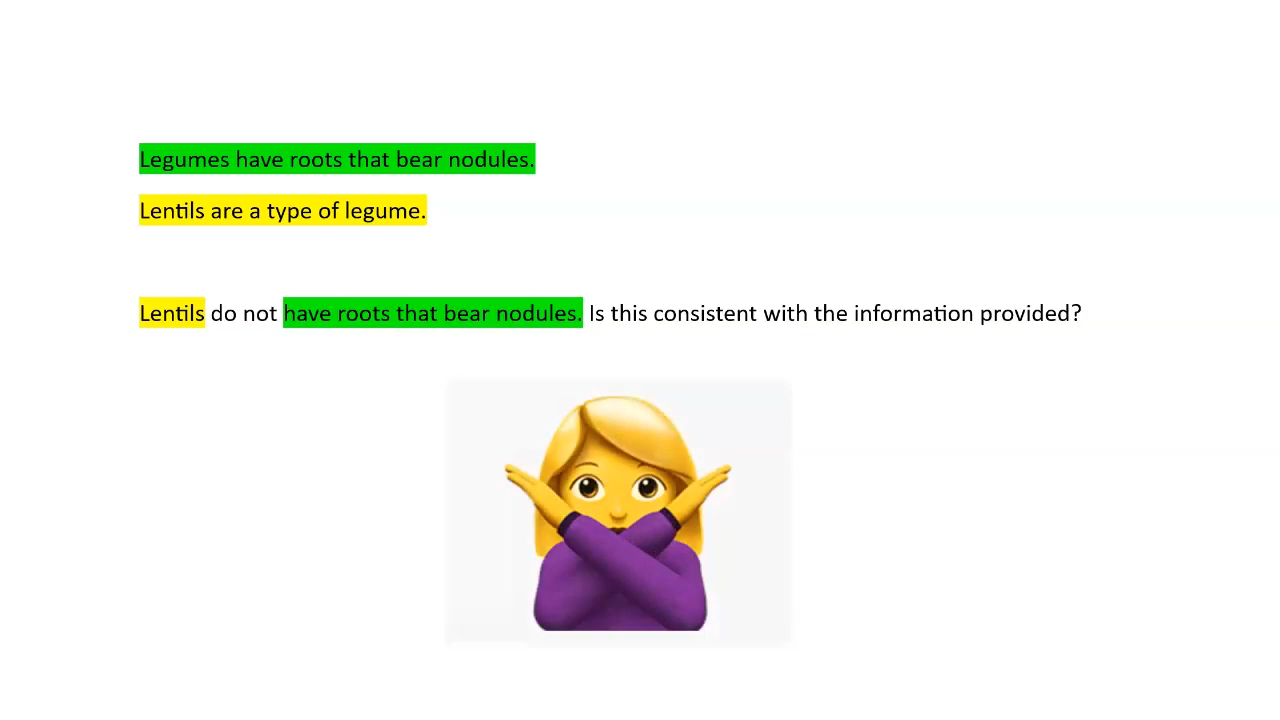 Legumes have roots that bear nodules.
Lentils are a type of legume.
Lentils do not have roots that bear nodules. Is this consistent with the information provided?